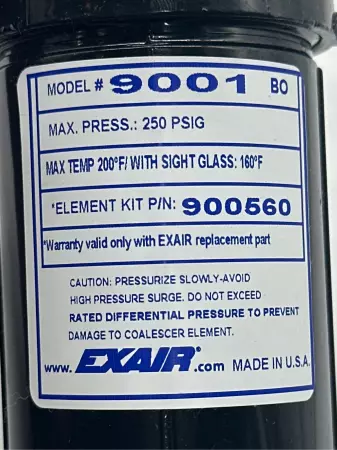 MODEL # 9001 BO
MAX. PRESS.: 250 PSIG
MAX TEMP 200°F/ WITH SIGHT GLASS: 160°F
*ELEMENT KIT P/N: 900560
*Warranty valid only with EXAIR replacement part
CAUTION: PRESSURIZE SLOWLY-AVOID
HIGH PRESSURE SURGE. DO NOT EXCEED
RATED DIFFERENTIAL PRESSURE TO PREVENT
DAMAGE TO COALESCER ELEMENT.
www.EXAIR®.com MADE IN U.S.A.